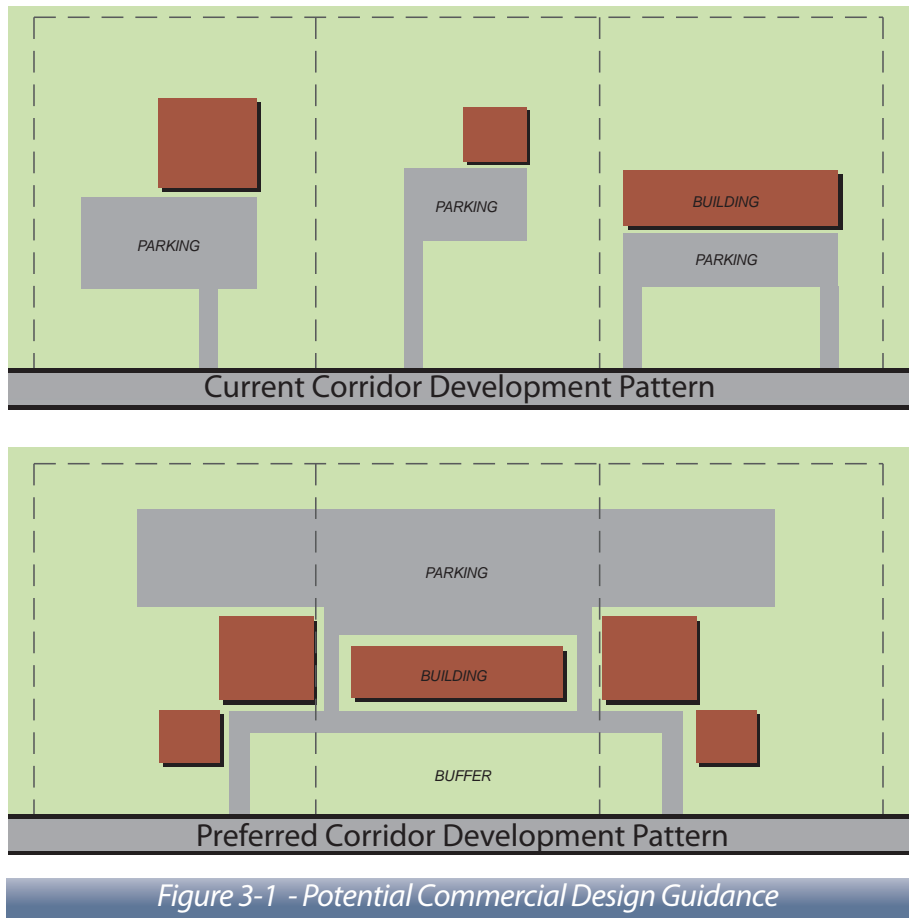 PARKING
PARKING
BUILDING
PARKING
Current Corridor Development Pattern
PARKING
BUILDING
BUFFER
Preferred Corridor Development Pattern
Figure 3-1 - Potential Commercial Design Guidance